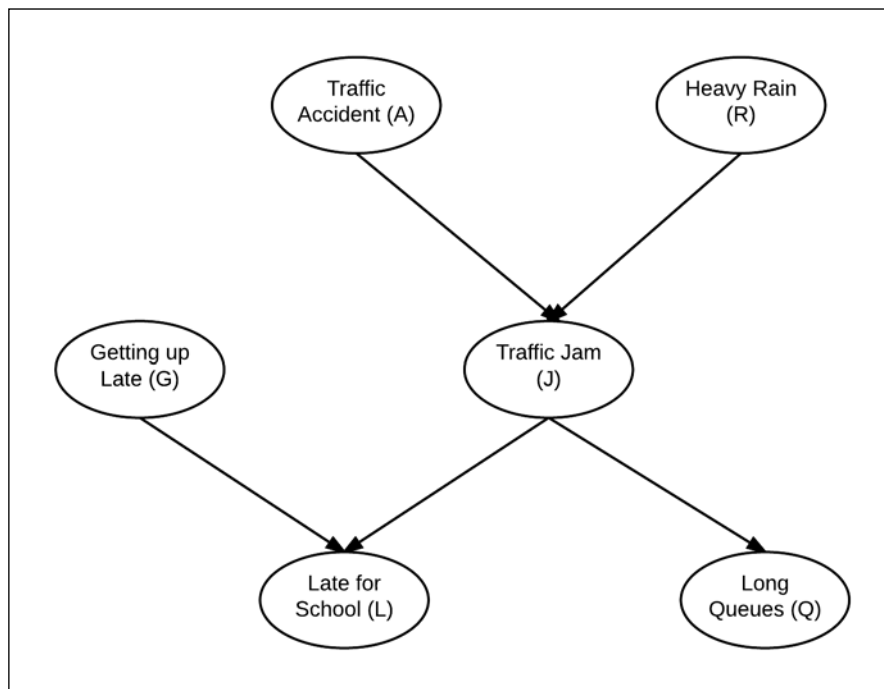 Traffic
Accident (A)
Heavy Rain
(R)
Getting up
Late (G)
Traffic Jam
(J)
Late for
School (L)
Long
Queues (Q)